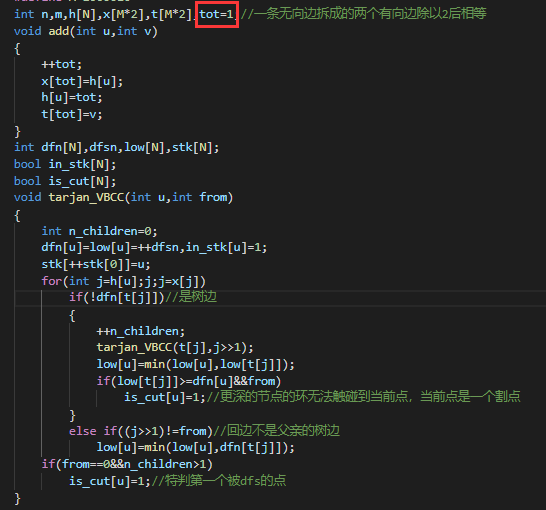 int n,m,h[N],x[M*2],t[M*2],tot=1,//一条无向边拆成的两个有向边除以2后相等
void add(int u,int v)
{
    ++tot;
    x[tot]=h[u];
    h[u]=tot;
    t[tot]=v;
}
int dfn[N],dfsn,low[N],stk[N];
bool in_stk[N];
bool is_cut[N];
void tarjan_VBCC(int u,int from)
{
    int n_children=0;
    dfn[u]=low[u]=++dfsn,in_stk[u]=1;
    stk[++stk[0]]=u;
    for(int j=h[u];j;j=x[j])
        if(!dfn[t[j]])//是树边
        {
            ++n_children;
            tarjan_VBCC(t[j],j>>1);
            low[u]=min(low[u],low[t[j]]);
            if(low[t[j]]>=dfn[u]&&from)
                is_cut[u]=1;//更深的节点的环无法触碰到当前点，当前点是一个割点
        }
        else if((j>>1)!=from)//回边不是父亲的树边
            low[u]=min(low[u],dfn[t[j]]);
    if(from==0&&n_children>1)
        is_cut[u]=1;//特判第一个被dfs的点
}